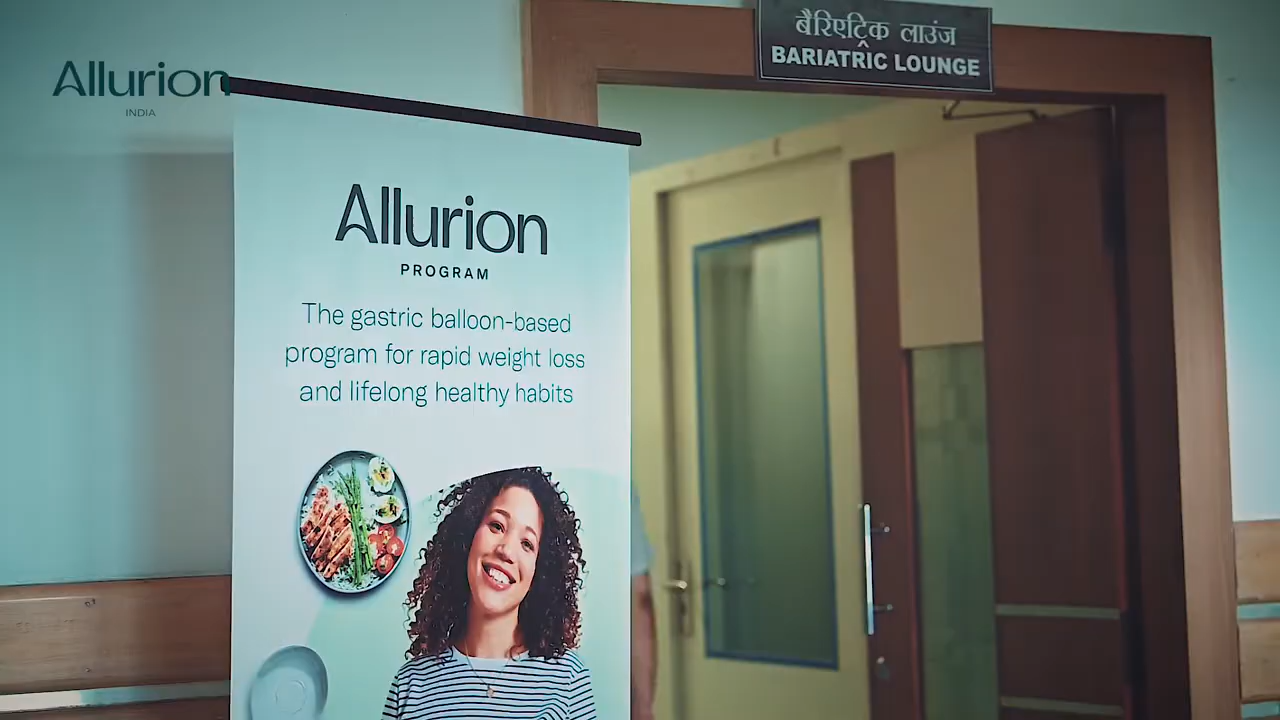 Allurion
INDIA
बैरिएट्रिक लाउंज
BARIATRIC LOUNGE
Allurion
PROGRAM
The gastric balloon-based
program for rapid weight loss
and lifelong healthy habits